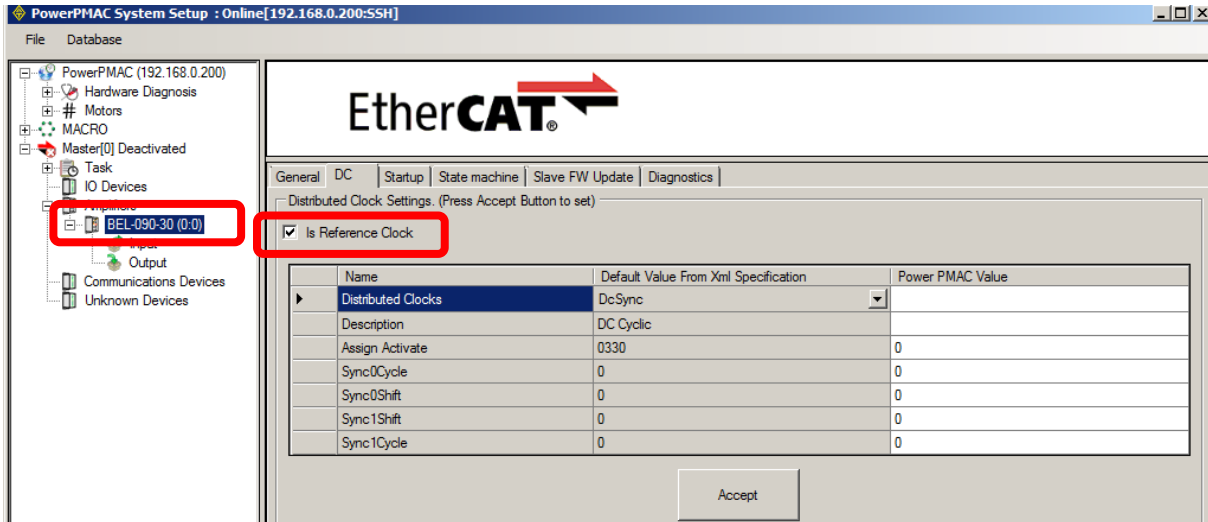 PowerPMAC System Setup : Online[192.168.0.200:SSH]
File Database
PowerPMAC (192.168.0.200)
Hardware Diagnosis
# Motors
MACRO
Master[0] Deactivated
Task
IO Devices
Amplifiers
BEL-090-30 (0:0)
Input
Output
Communications Devices
Unknown Devices
EtherCAT®
General DC Startup State machine Slave FW Update Diagnostics
Distributed Clock Settings. (Press Accept Button to set)
Is Reference Clock
Name Default Value From Xml Specification Power PMAC Value
Distributed Clocks DcSync
Description DC Cyclic
Assign Activate 0330 0
Sync0Cycle 0 0
Sync0Shift 0 0
Sync1Shift 0 0
Sync1Cycle 0 0
Accept